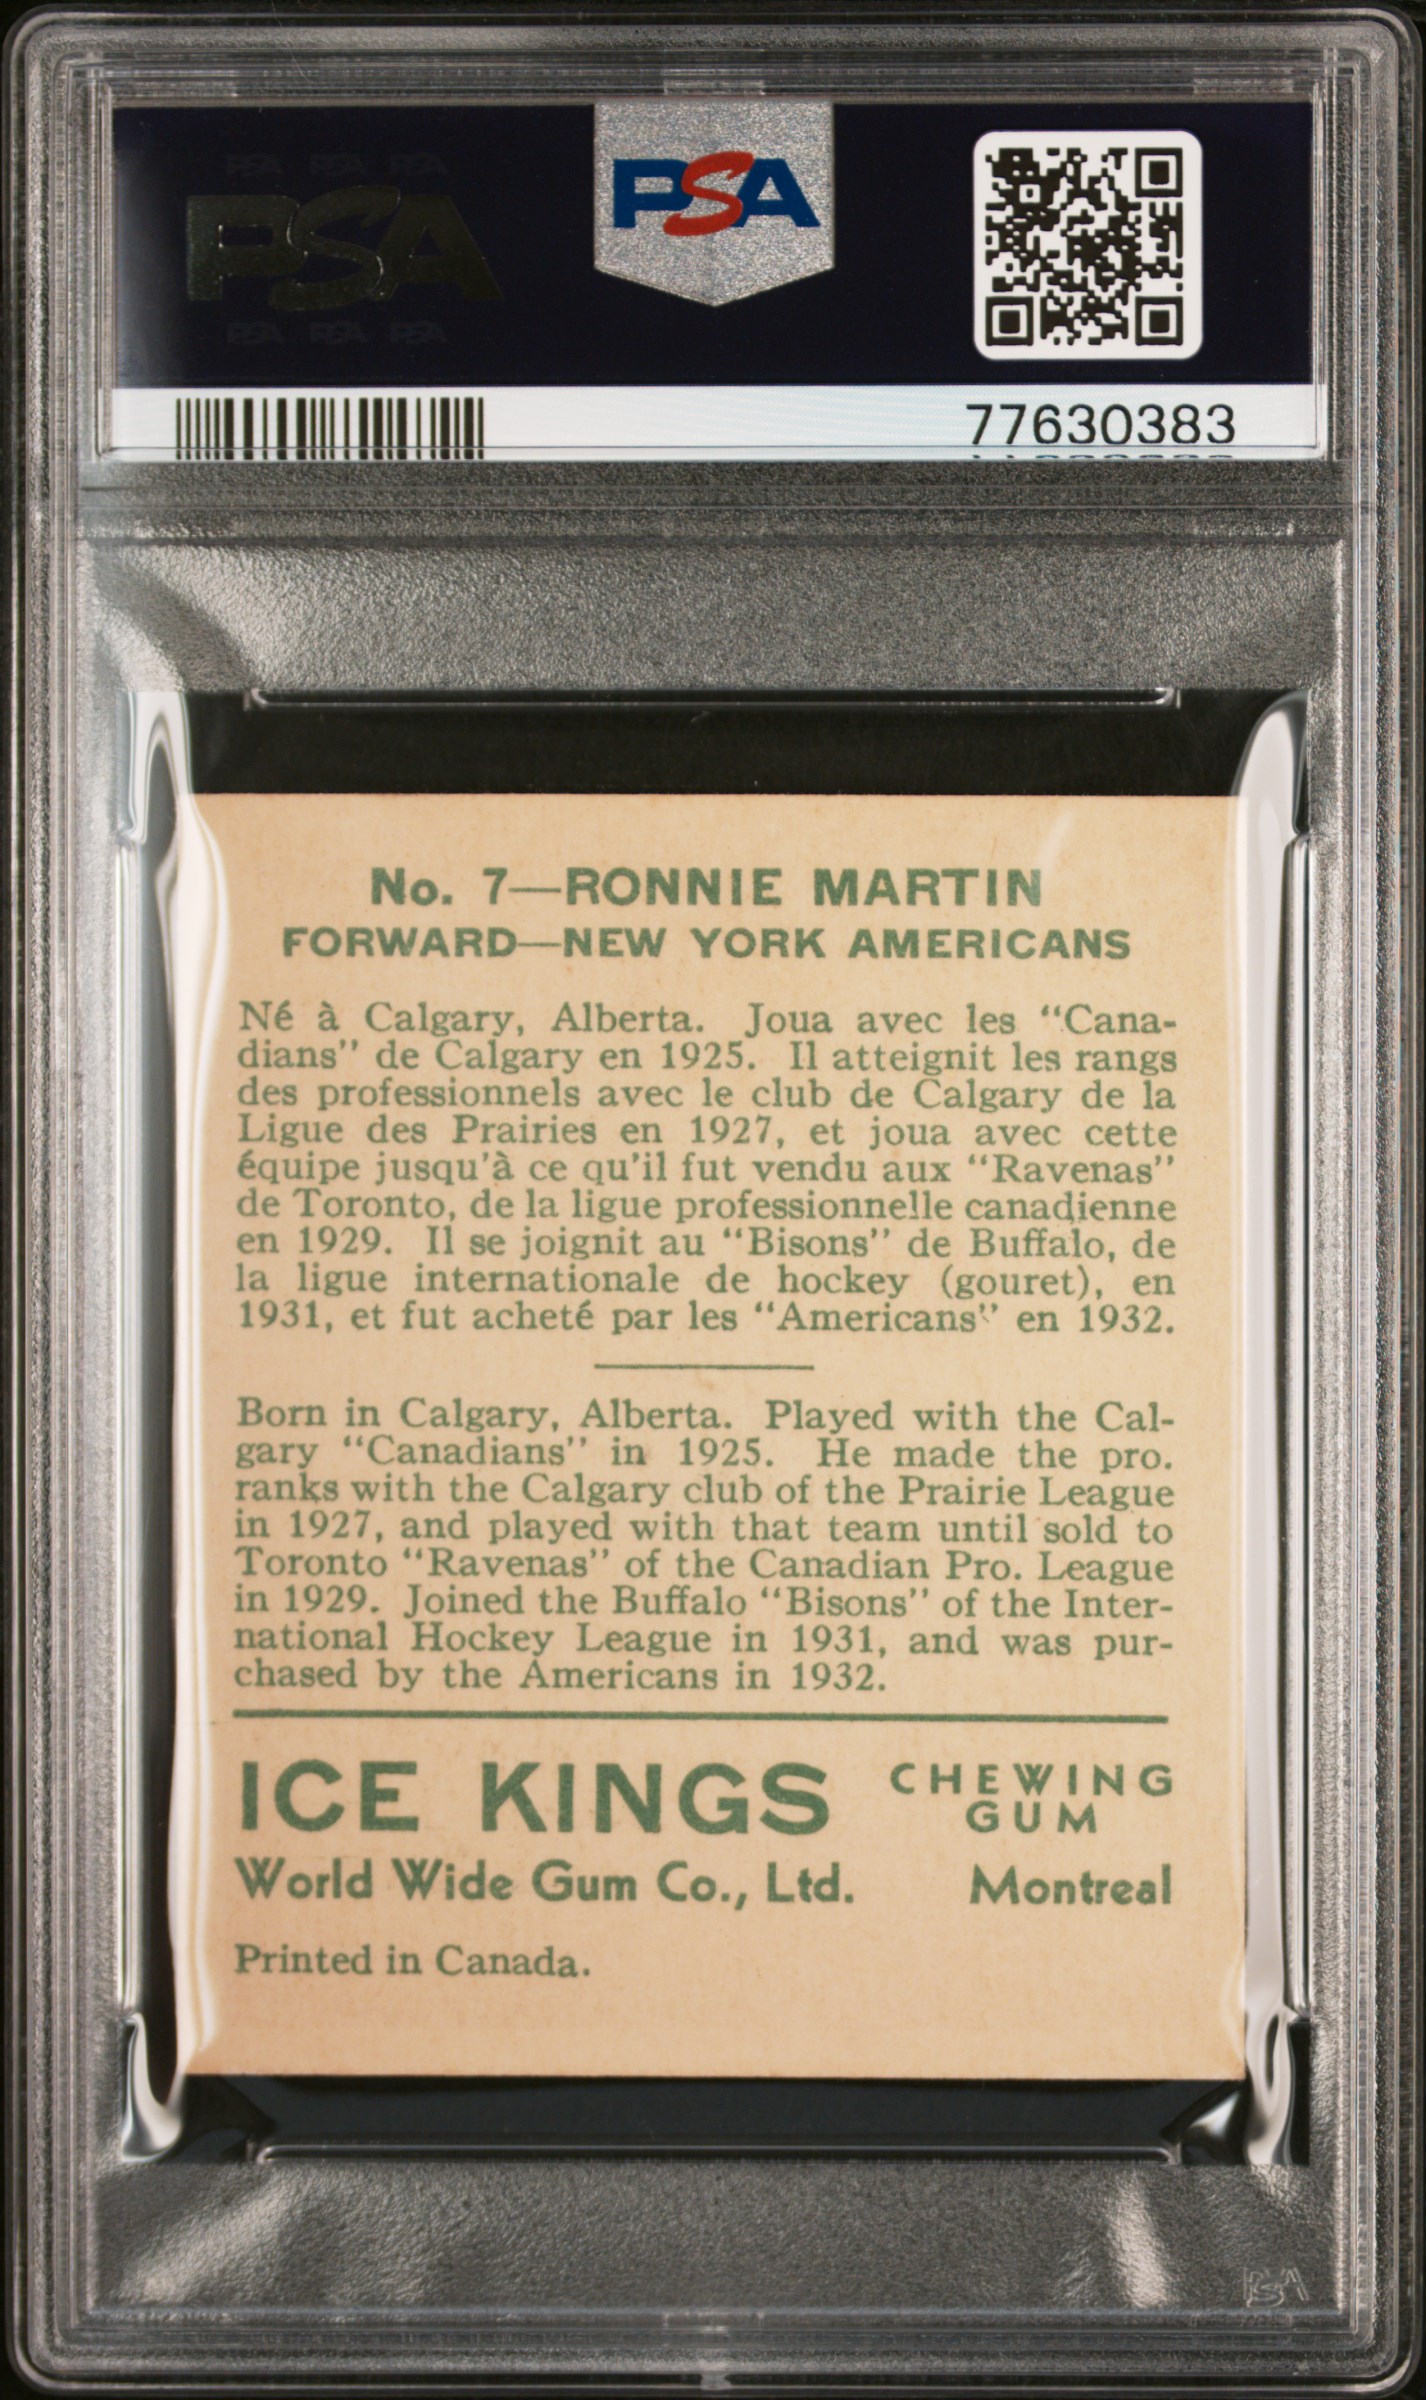 PSA PSA PSA
PSA
PSA PSA PSA
PSA
77630383
No. 7—RONNIE MARTIN
FORWARD—NEW YORK AMERICANS
Né à Calgary, Alberta. Joua avec les "Cana-
dians" de Calgary en 1925. Il atteignit les rangs
des professionnels avec le club de Calgary de la
Ligue des Prairies en 1927, et joua avec cette
équipe jusqu'à ce qu'il fut vendu aux "Ravenas"
de Toronto, de la ligue professionnelle canadienne
en 1929. Il se joignit au "Bisons" de Buffalo, de
la ligue internationale de hockey (gouret), en
1931, et fut acheté par les "Americans" en 1932.
Born in Calgary, Alberta. Played with the Cal-
gary "Canadians" in 1925. He made the pro.
ranks with the Calgary club of the Prairie League
in 1927, and played with that team until sold to
Toronto "Ravenas" of the Canadian Pro. League
in 1929. Joined the Buffalo "Bisons" of the Inter-
national Hockey League in 1931, and was pur-
chased by the Americans in 1932.
ICE KINGS CHEWING
GUM
World Wide Gum Co., Ltd. Montreal
Printed in Canada.
PSA